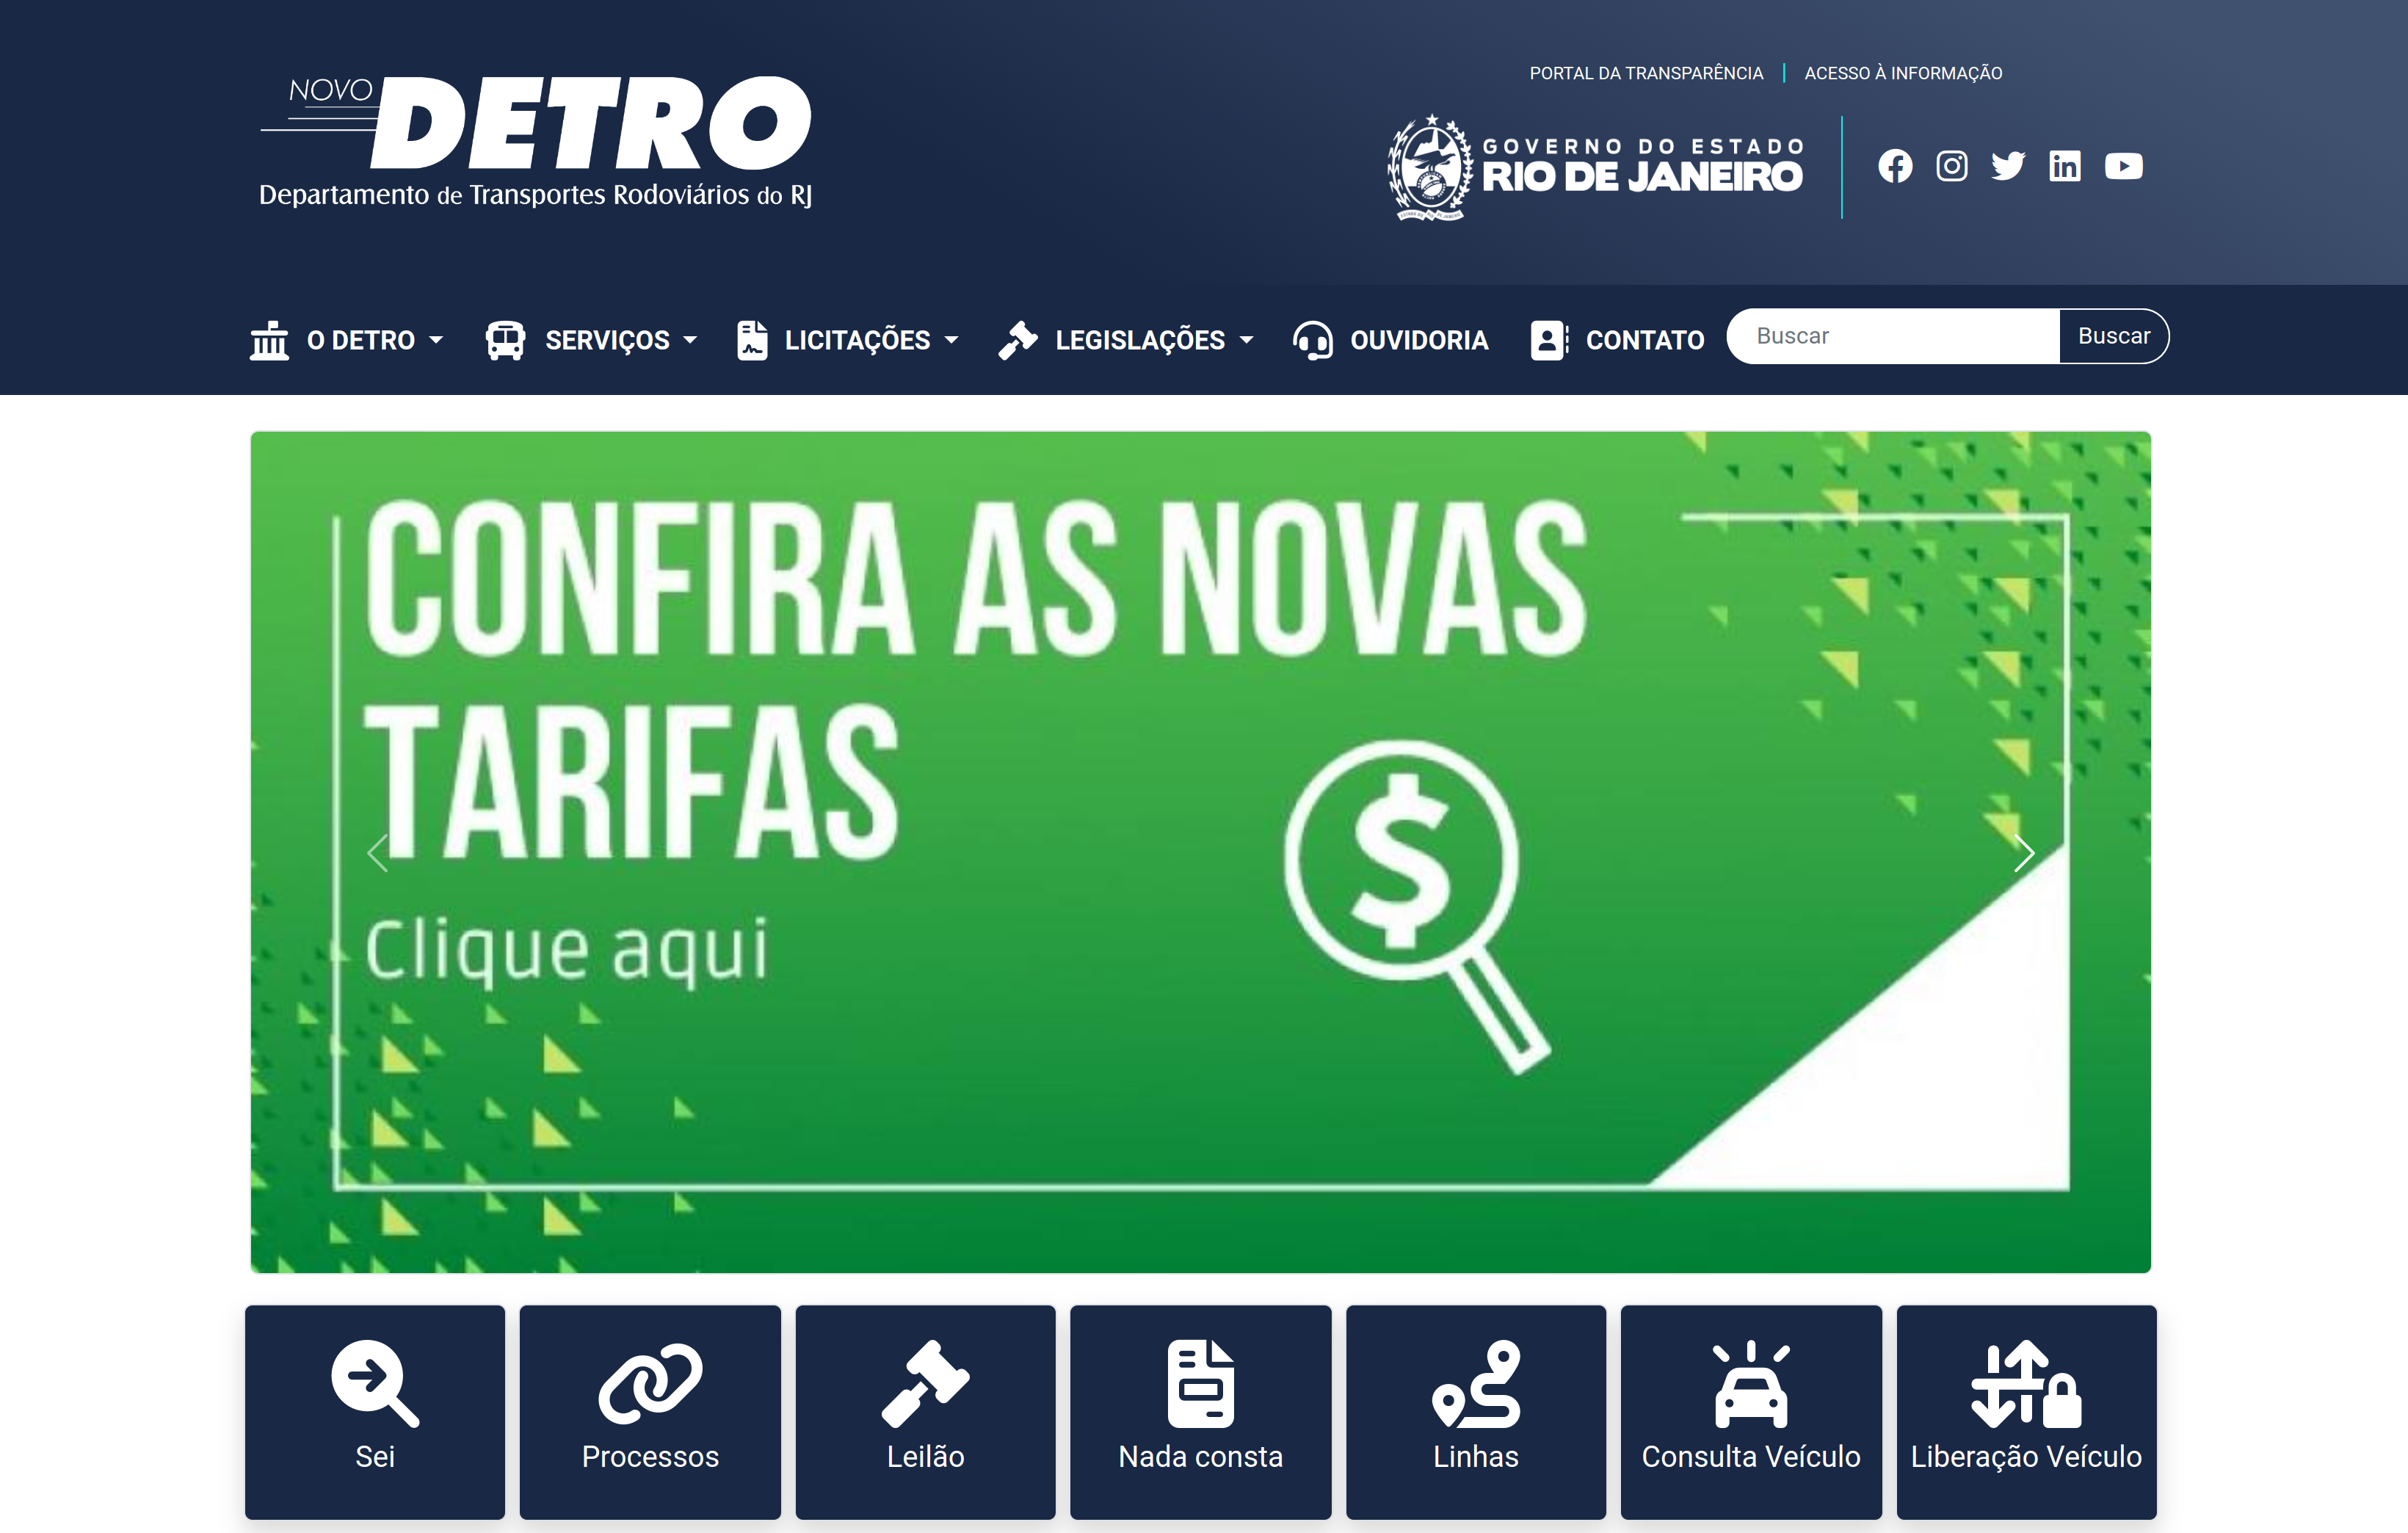 NOVO DETRO
Departamento de Transportes Rodoviários do RJ
PORTAL DA TRANSPARÊNCIA
ACESSO À INFORMAÇÃO
GOVERNO DO ESTADO
RIO DE JANEIRO
O DETRO
SERVIÇOS
LICITAÇÕES
LEGISLAÇÕES
OUVIDORIA
CONTATO
Buscar
Buscar
CONFIRA AS NOVAS
TARIFAS
Clique aqui
Sei
Processos
Leilão
Nada consta
Linhas
Consulta Veículo
Liberação Veículo